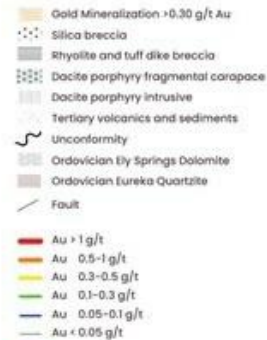 Gold Mineralization >0.30 g/t Au
Silica breccia
Rhyolite and tuff dike breccia
Dacite porphyry fragmental carapace
Dacite porphyry intrusive
Tertiary volcanics and sediments
Unconformity
Ordovician Ely Springs Dolomite
Ordovician Eureka Quartzite
Fault
Au > 1 g/t
Au 0.5-1 g/t
Au 0.3-0.5 g/t
Au 0.1-0.3 g/t
Au 0.05-0.1 g/t
Au < 0.05 g/t